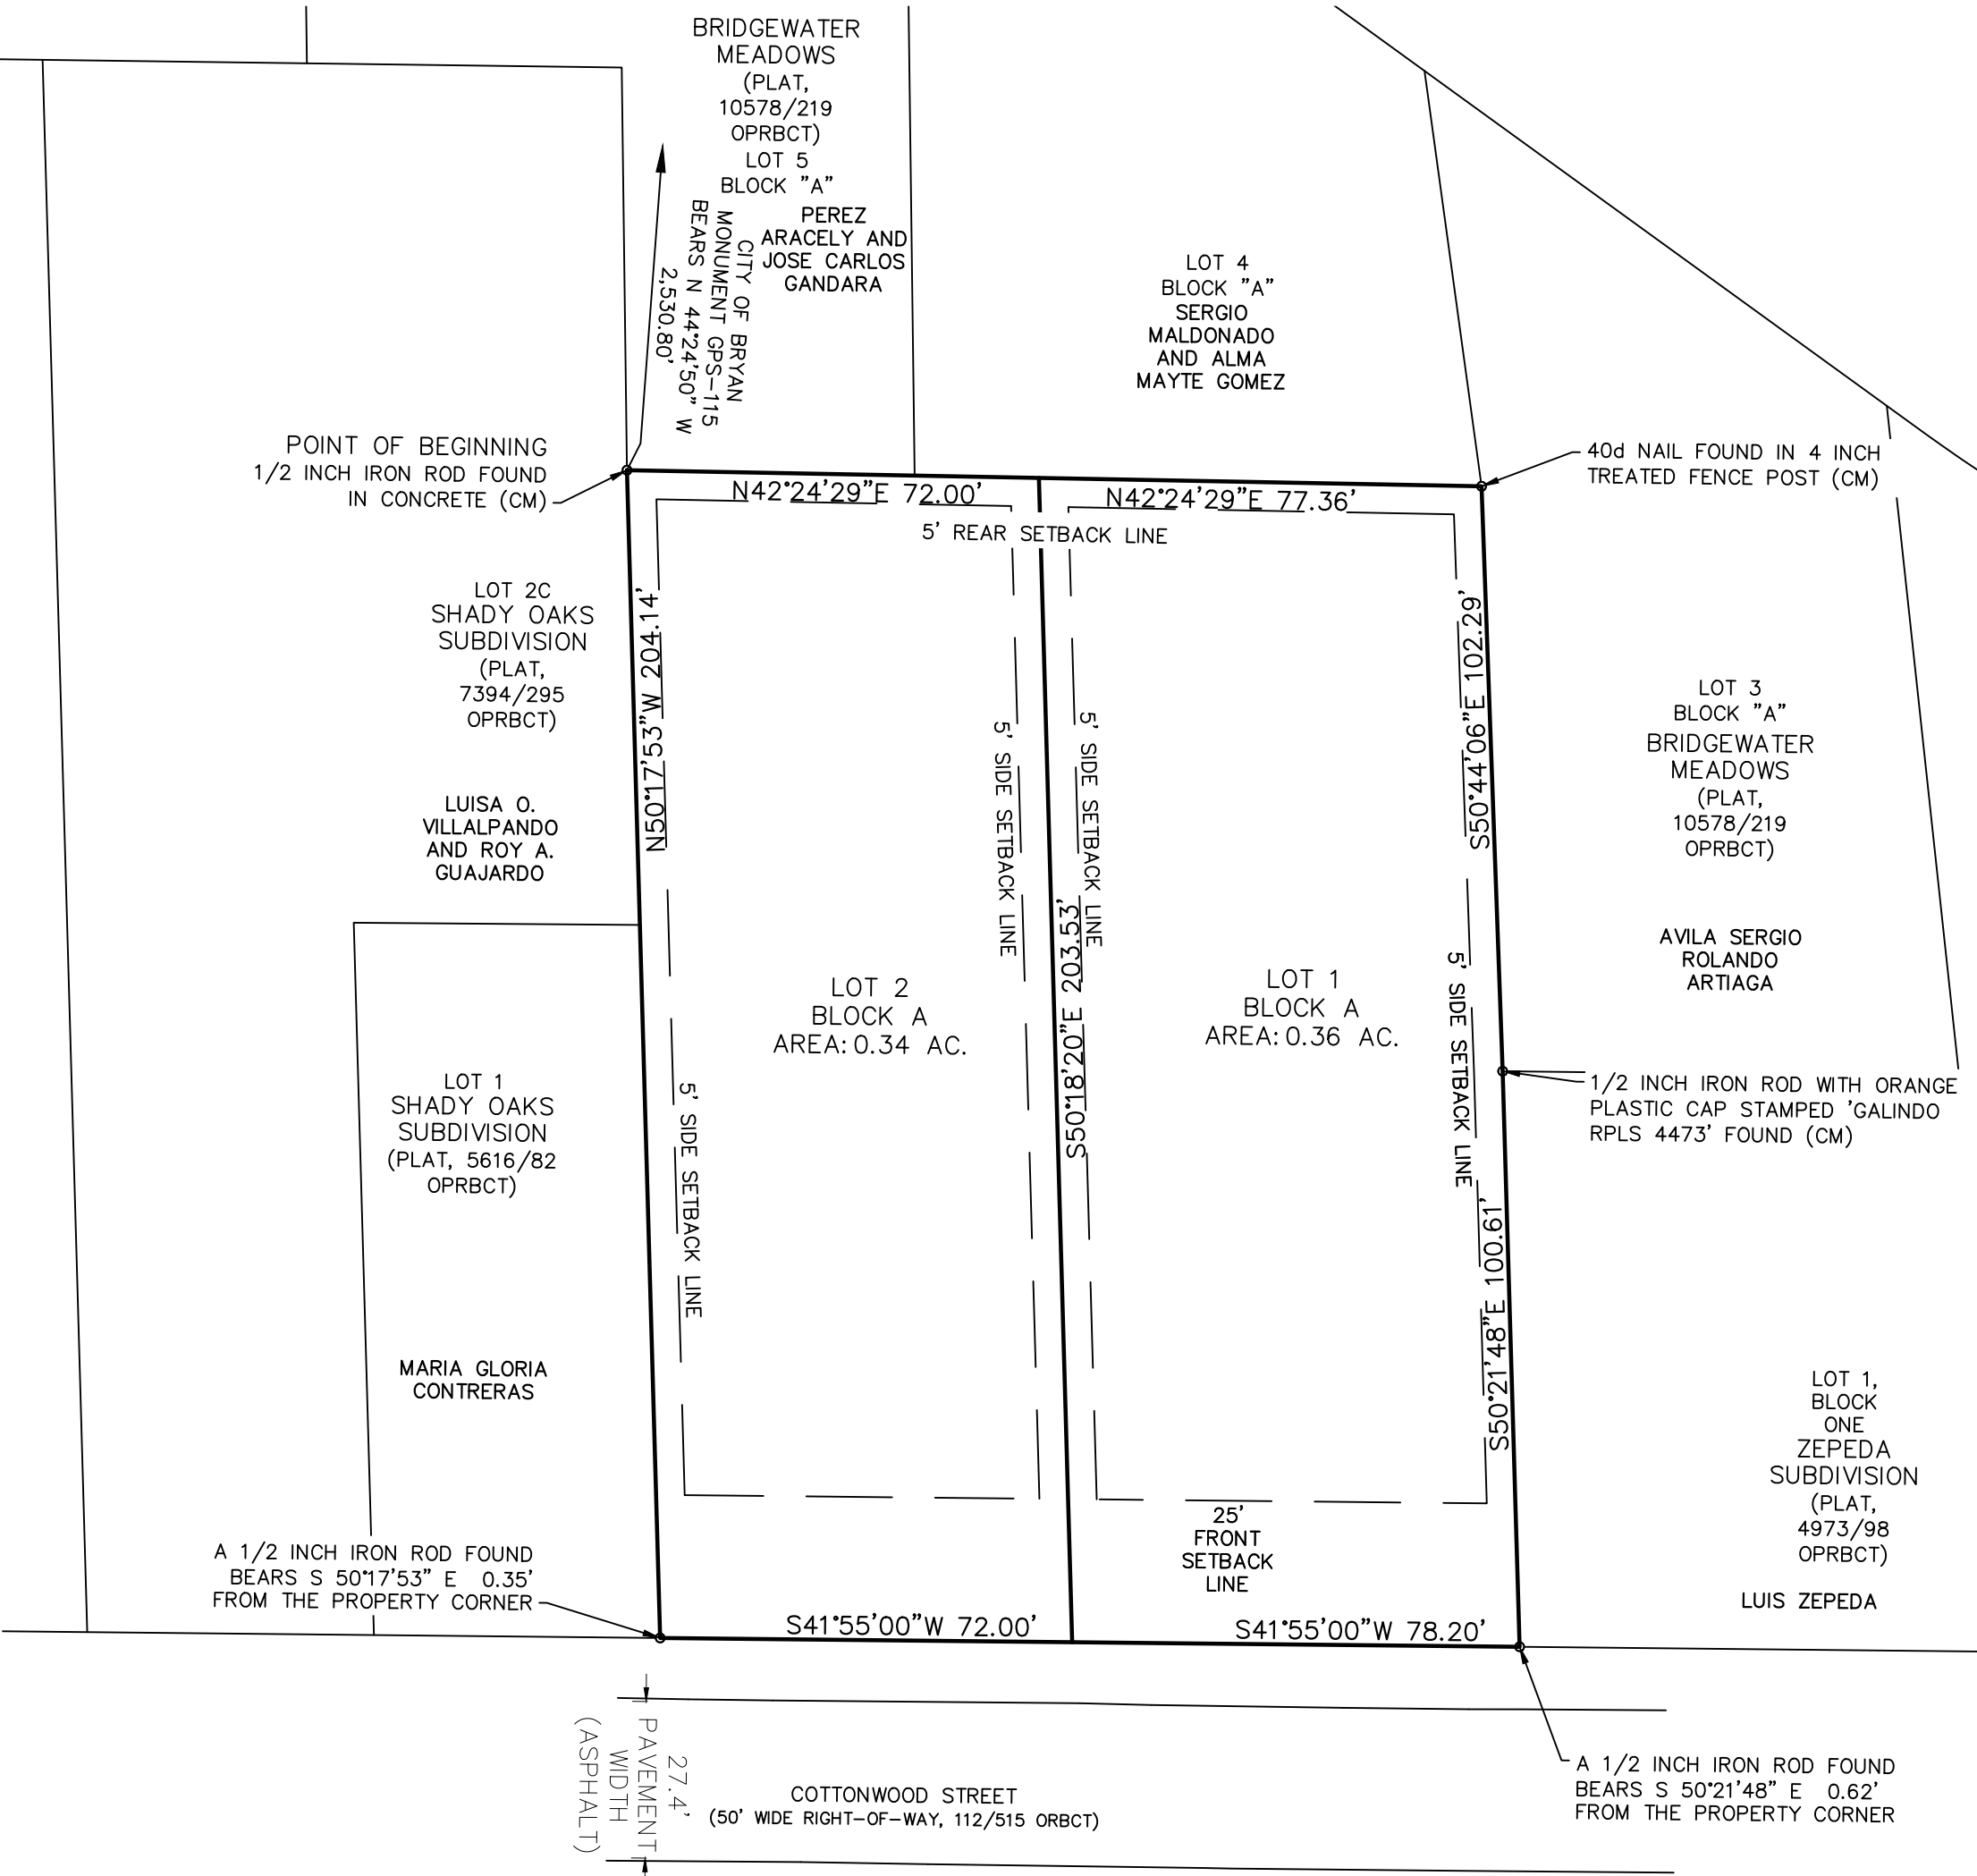 BRIDGEWATER
MEADOWS
(PLAT,
10578/219
OPRBCT)
LOT 5
BLOCK "A"
PEREZ
ARACELY AND
JOSE CARLOS
GANDARA
CITY OF BRYAN
MONUMENT GPS-115
BEARS N 44°24'50" W
2,530.80'
LOT 4
BLOCK "A"
SERGIO
MALDONADO
AND ALMA
MAYTE GOMEZ
POINT OF BEGINNING
1/2 INCH IRON ROD FOUND
IN CONCRETE (CM)
40d NAIL FOUND IN 4 INCH
TREATED FENCE POST (CM)
N42°24'29"E 72.00'
N42°24'29"E 77.36'
5' REAR SETBACK LINE
LOT 2C
SHADY OAKS
SUBDIVISION
(PLAT,
7394/295
OPRBCT)
LUISA O.
VILLALPANDO
AND ROY A.
GUAJARDO
N50°17'53"W 204.14'
5' SIDE SETBACK LINE
5' SIDE SETBACK LINE
S50°44'06"E 102.29'
LOT 3
BLOCK "A"
BRIDGEWATER
MEADOWS
(PLAT,
10578/219
OPRBCT)
AVILA SERGIO
ROLANDO
ARTIAGA
LOT 2
BLOCK A
AREA: 0.34 AC.
S50°18'20"E 203.53'
LOT 1
BLOCK A
AREA: 0.36 AC.
5' SIDE SETBACK LINE
1/2 INCH IRON ROD WITH ORANGE
PLASTIC CAP STAMPED 'GALINDO
RPLS 4473' FOUND (CM)
LOT 1
SHADY OAKS
SUBDIVISION
(PLAT, 5616/82
OPRBCT)
5' SIDE SETBACK LINE
MARIA GLORIA
CONTRERAS
S50°21'48"E 100.61'
LOT 1,
BLOCK
ONE
ZEPEDA
SUBDIVISION
(PLAT,
4973/98
OPRBCT)
LUIS ZEPEDA
25'
FRONT
SETBACK
LINE
A 1/2 INCH IRON ROD FOUND
BEARS S 50°17'53" E 0.35'
FROM THE PROPERTY CORNER
S41°55'00"W 72.00'
S41°55'00"W 78.20'
27.4'
PAVEMENT
WIDTH
(ASPHALT)
COTTONWOOD STREET
(50' WIDE RIGHT-OF-WAY, 112/515 ORBCT)
A 1/2 INCH IRON ROD FOUND
BEARS S 50°21'48" E 0.62'
FROM THE PROPERTY CORNER